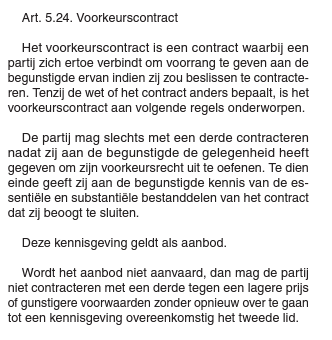 Art. 5.24. Voorkeurscontract
Het voorkeurscontract is een contract waarbij een
partij zich ertoe verbindt om voorrang te geven aan de
begunstigde ervan indien zij zou beslissen te contracte-
ren. Tenzij de wet of het contract anders bepaalt, is het
voorkeurscontract aan volgende regels onderworpen.
De partij mag slechts met een derde contracteren
nadat zij aan de begunstigde de gelegenheid heeft
gegeven om zijn voorkeursrecht uit te oefenen. Te dien
einde geeft zij aan de begunstigde kennis van de es-
sentiële en substantiële bestanddelen van het contract
dat zij beoogt te sluiten.
Deze kennisgeving geldt als aanbod.
Wordt het aanbod niet aanvaard, dan mag de partij
niet contracteren met een derde tegen een lagere prijs
of gunstigere voorwaarden zonder opnieuw over te gaan
tot een kennisgeving overeenkomstig het tweede lid.